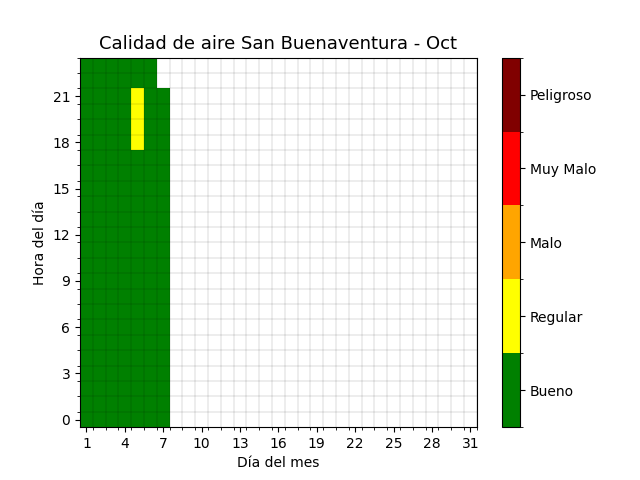 Calidad de aire San Buenaventura - Oct
Hora del día
21
18
15
12
9
6
3
0
1 4 7 10 13 16 19 22 25 28 31
Día del mes
Peligroso
Muy Malo
Malo
Regular
Bueno